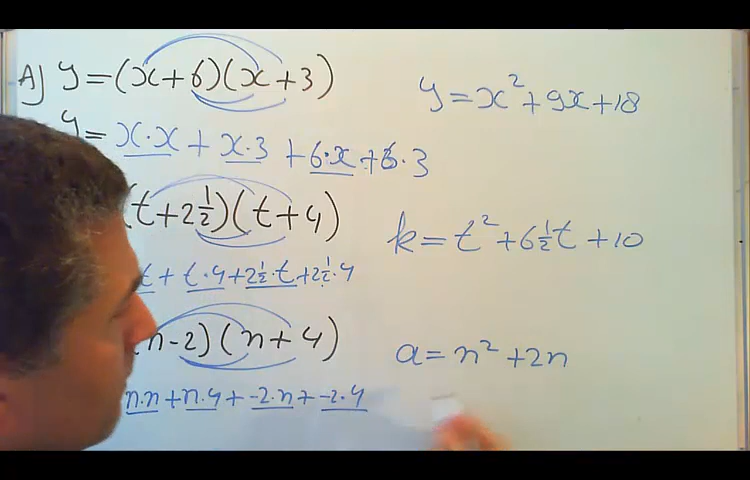 A) y=(x+6)(x+3)
y=x²+9x+18
y= x·x + x·3 +6·x+6·3
(t+2½)(t+4)
k=t²+6½t+10
t + t·4+2½·t+2½·4
n-2)(n+4)
a=n²+2n
n·n+n·4+-2·n+-2·4